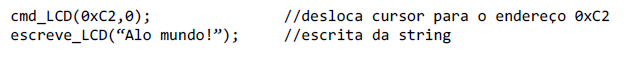 cmd_LCD(0xC2,0); //desloca cursor para o endereço 0xC2
escreve_LCD(“Alo mundo!”); //escrita da string